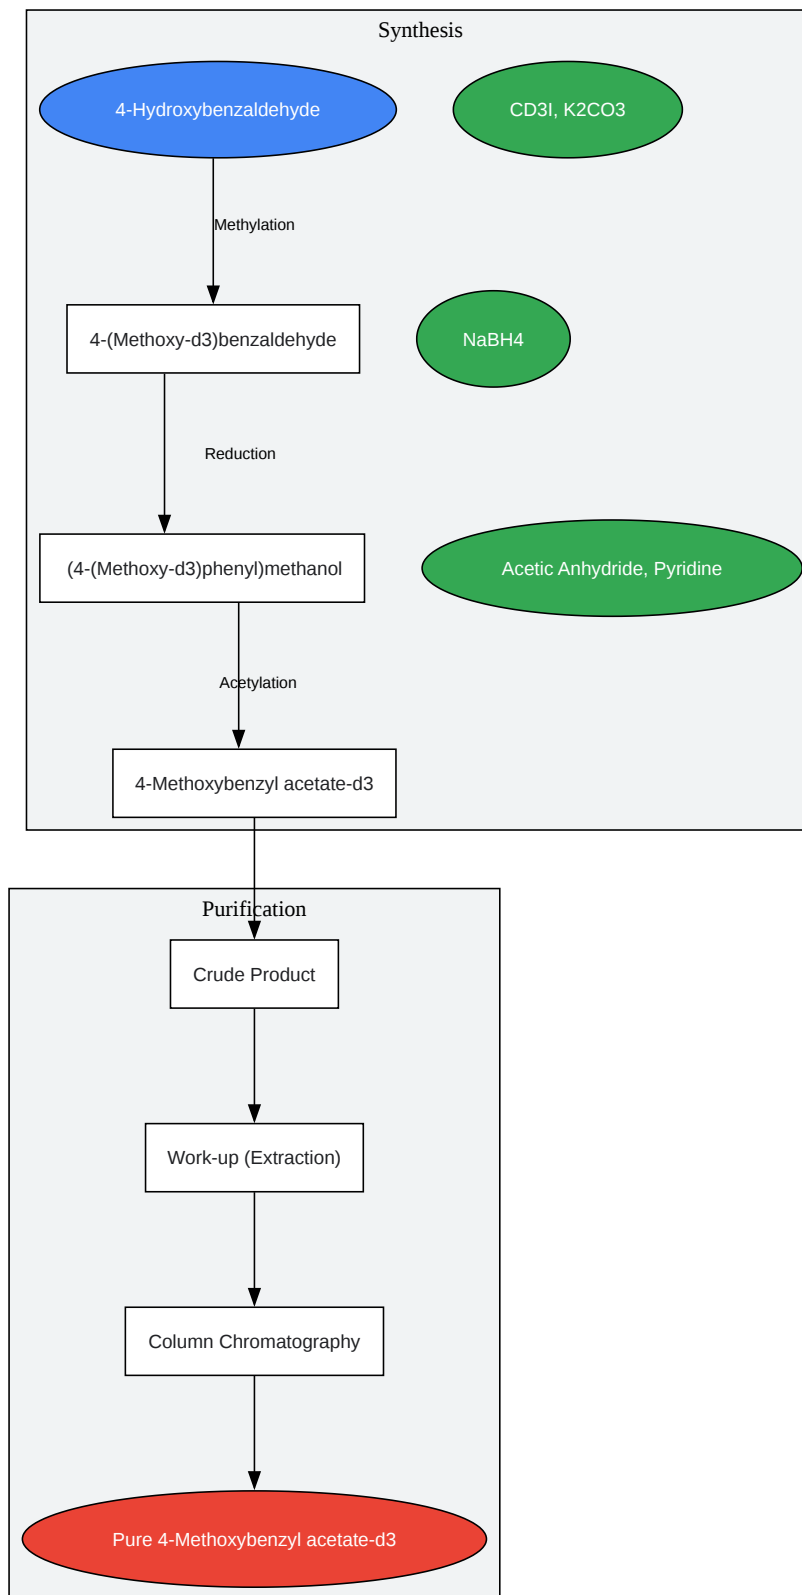 Synthesis
4-Hydroxybenzaldehyde
CD3I, K2CO3
Methylation
4-(Methoxy-d3)benzaldehyde
NaBH4
Reduction
(4-(Methoxy-d3)phenyl)methanol
Acetic Anhydride, Pyridine
Acetylation
4-Methoxybenzyl acetate-d3
Purification
Crude Product
Work-up (Extraction)
Column Chromatography
Pure 4-Methoxybenzyl acetate-d3